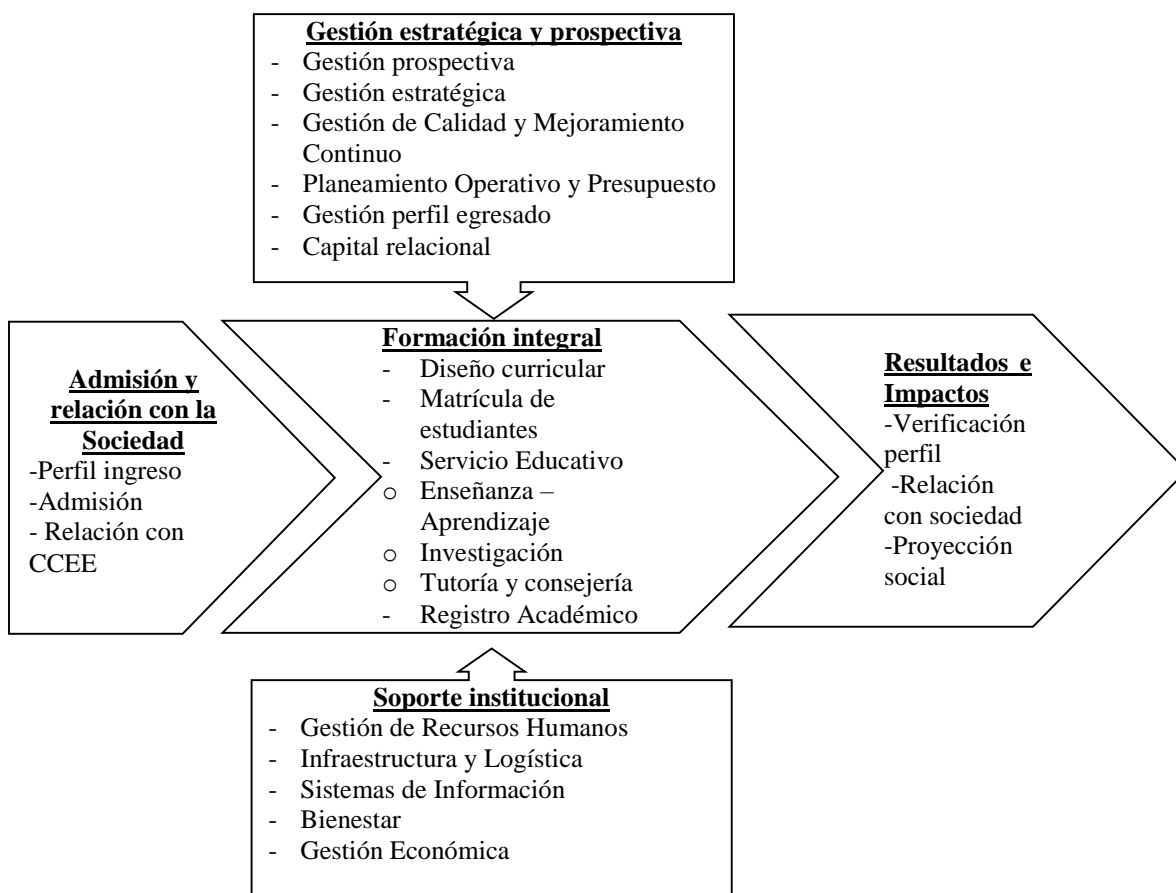 Gestión estratégica y prospectiva
- Gestión prospectiva
- Gestión estratégica
- Gestión de Calidad y Mejoramiento
Continuo
- Planeamiento Operativo y Presupuesto
- Gestión perfil egresado
- Capital relacional
Admisión y
relación con la
Sociedad
-Perfil ingreso
-Admisión
- Relación con
CCEE
Formación integral
- Diseño curricular
- Matrícula de
estudiantes
- Servicio Educativo
o Enseñanza –
Aprendizaje
o Investigación
o Tutoría y consejería
- Registro Académico
Resultados e
Impactos
-Verificación
perfil
-Relación
con sociedad
-Proyección
social
Soporte institucional
- Gestión de Recursos Humanos
- Infraestructura y Logística
- Sistemas de Información
- Bienestar
- Gestión Económica